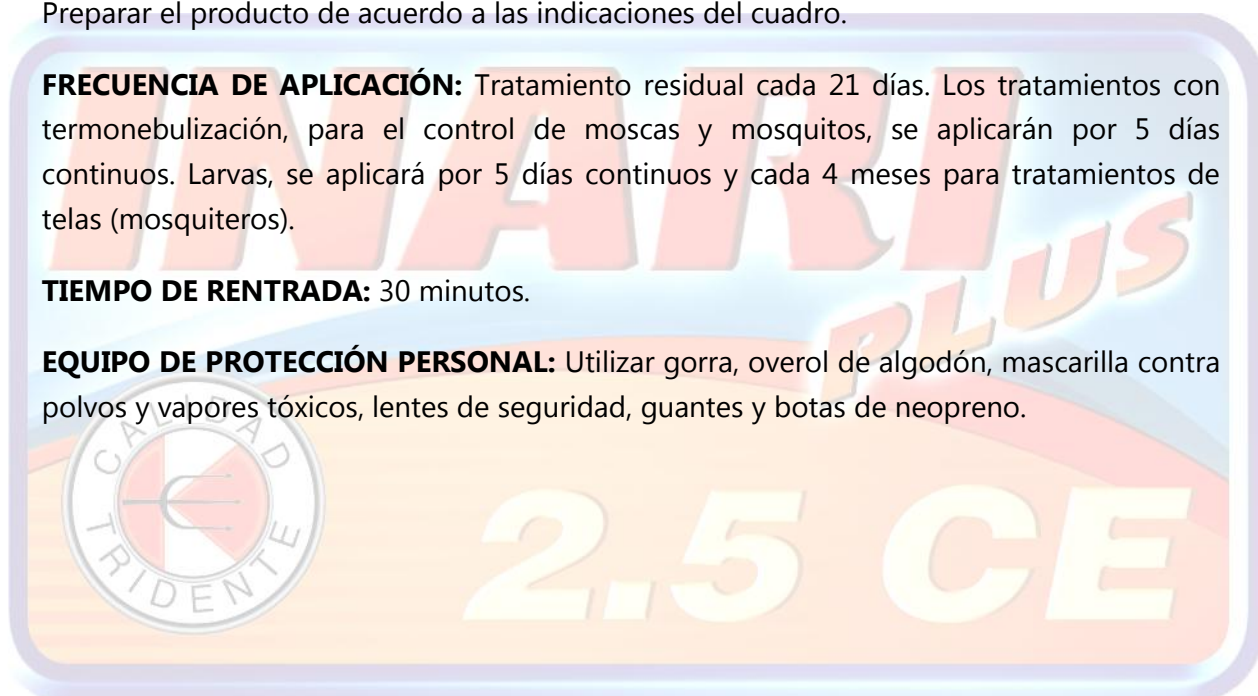 Preparar el producto de acuerdo a las indicaciones del cuadro.
FRECUENCIA DE APLICACIÓN: Tratamiento residual cada 21 días. Los tratamientos con
termonebulización, para el control de moscas y mosquitos, se aplicarán por 5 días
continuos. Larvas, se aplicará por 5 días continuos y cada 4 meses para tratamientos de
telas (mosquiteros).
TIEMPO DE RENTRADA: 30 minutos.
EQUIPO DE PROTECCIÓN PERSONAL: Utilizar gorra, overol de algodón, mascarilla contra
polvos y vapores tóxicos, lentes de seguridad, guantes y botas de neopreno.
INARI
PLUS
CALIDAD
TRIDENTE
2.5 CE